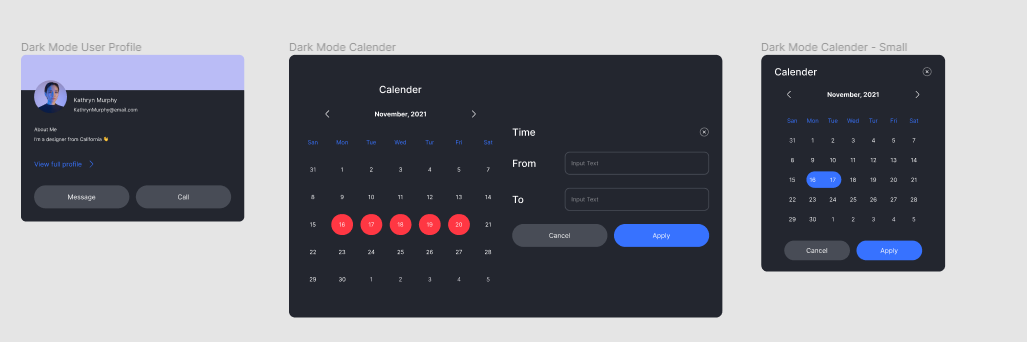 Dark Mode User Profile
Kathryn Murphy
KathrynMurphy@email.com
About Me
I'm a designer from California 👋
View full profile
Message
Call
Dark Mode Calender
Calender
November, 2021
San Mon Tue Wed Tur Fri Sat
31 1 2 3 4 5 7
8 9 10 11 12 13 14
15 16 17 18 19 20 21
22 23 24 25 26 27 28
29 30 1 2 3 4 5
Time
From
Input Text
To
Input Text
Cancel
Apply
Dark Mode Calender - Small
Calender
November, 2021
San Mon Tue Wed Tur Fri Sat
31 1 2 3 4 5 7
8 9 10 11 12 13 14
15 16 17 18 19 20 21
22 23 24 25 26 27 28
29 30 1 2 3 4 5
Cancel
Apply